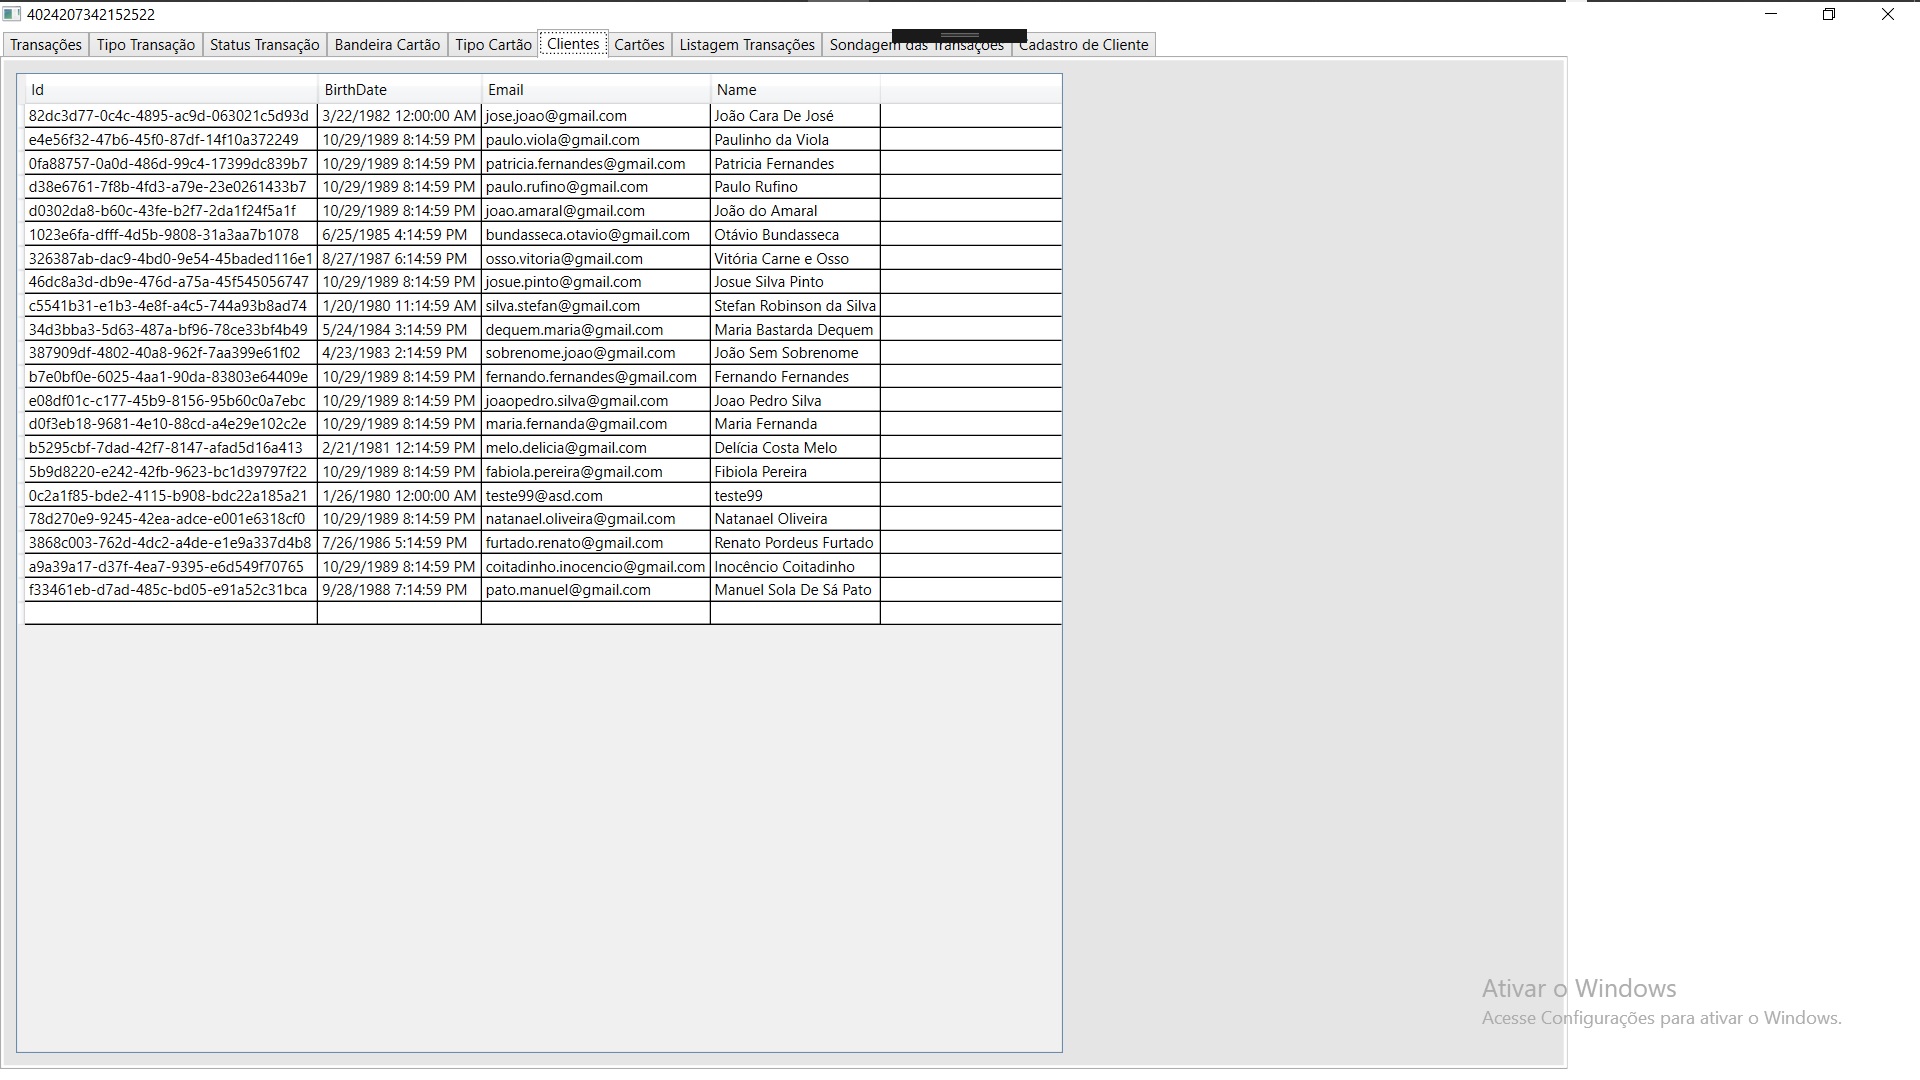 4024207342152522
Transações Tipo Transação Status Transação Bandeira Cartão Tipo Cartão Clientes Cartões Listagem Transações Sondagem das Transações Cadastro de Cliente
Id BirthDate Email Name
82dc3d77-0c4c-4895-ac9d-063021c5d93d 3/22/1982 12:00:00 AM jose.joao@gmail.com João Cara De José
e4e56f32-47b6-45f0-87df-14f10a372249 10/29/1989 8:14:59 PM paulo.viola@gmail.com Paulinho da Viola
0fa88757-0a0d-486d-99c4-17399dc839b7 10/29/1989 8:14:59 PM patricia.fernandes@gmail.com Patricia Fernandes
d38e6761-7f8b-4fd3-a79e-23e0261433b7 10/29/1989 8:14:59 PM paulo.rufino@gmail.com Paulo Rufino
d0302da8-b60c-43fe-b2f7-2da1f24f5a1f 10/29/1989 8:14:59 PM joao.amaral@gmail.com João do Amaral
1023e6fa-dfff-4d5b-9808-31a3aa7b1078 6/25/1985 4:14:59 PM bundasseca.otavio@gmail.com Otávio Bundasseca
326387ab-dac9-4bd0-9e54-45baded116e1 8/27/1987 6:14:59 PM osso.vitoria@gmail.com Vitória Carne e Osso
46dc8a3d-db9e-476d-a75a-45f545056747 10/29/1989 8:14:59 PM josue.pinto@gmail.com Josue Silva Pinto
c5541b31-e1b3-4e8f-a4c5-744a93b8ad74 1/20/1980 11:14:59 AM silva.stefan@gmail.com Stefan Robinson da Silva
34d3bba3-5d63-487a-bf96-78ce33bf4b49 5/24/1984 3:14:59 PM dequem.maria@gmail.com Maria Bastarda Dequem
387909df-4802-40a8-962f-7aa399e61f02 4/23/1983 2:14:59 PM sobrenome.joao@gmail.com João Sem Sobrenome
b7e0bf0e-6025-4aa1-90da-83803e64409e 10/29/1989 8:14:59 PM fernando.fernandes@gmail.com Fernando Fernandes
e08df01c-c177-45b9-8156-95b60c0a7ebc 10/29/1989 8:14:59 PM joaopedro.silva@gmail.com Joao Pedro Silva
d0f3eb18-9681-4e10-88cd-a4e29e102c2e 10/29/1989 8:14:59 PM maria.fernanda@gmail.com Maria Fernanda
b5295cbf-7dad-42f7-8147-afad5d16a413 2/21/1981 12:14:59 PM melo.delicia@gmail.com Delícia Costa Melo
5b9d8220-e242-42fb-9623-bc1d39797f22 10/29/1989 8:14:59 PM fabiola.pereira@gmail.com Fibiola Pereira
0c2a1f85-bde2-4115-b908-bdc22a185a21 1/26/1980 12:00:00 AM teste99@asd.com teste99
78d270e9-9245-42ea-adce-e001e6318cf0 10/29/1989 8:14:59 PM natanael.oliveira@gmail.com Natanael Oliveira
3868c003-762d-4dc2-a4de-e1e9a337d4b8 7/26/1986 5:14:59 PM furtado.renato@gmail.com Renato Pordeus Furtado
a9a39a17-d37f-4ea7-9395-e6d549f70765 10/29/1989 8:14:59 PM coitadinho.inocencio@gmail.com Inocêncio Coitadinho
f33461eb-d7ad-485c-bd05-e91a52c31bca 9/28/1988 7:14:59 PM pato.manuel@gmail.com Manuel Sola De Sá Pato
Ativar o Windows
Acesse Configurações para ativar o Windows.